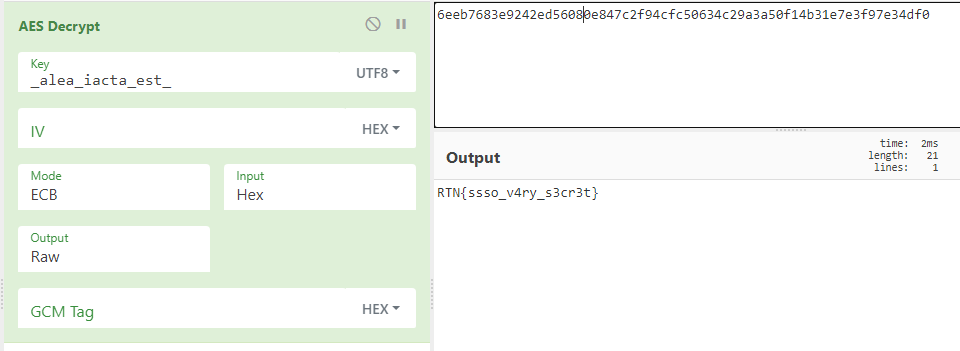 AES Decrypt
Key
_alea_iacta_est_
UTF8
IV
HEX
Mode
ECB
Input
Hex
Output
Raw
GCM Tag
HEX
6eeb7683e9242ed56080e847c2f94cfc50634c29a3a50f14b31e7e3f97e34df0
Output
time: 2ms
length: 21
lines: 1
RTN{ssso_v4ry_s3cr3t}